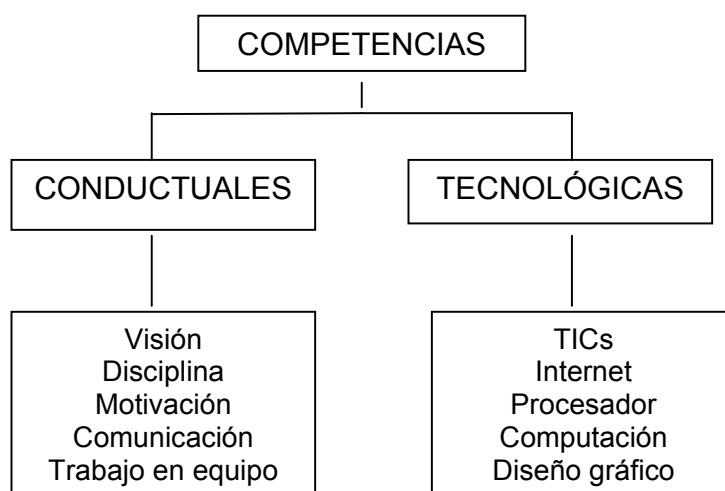 COMPETENCIAS
CONDUCTUALES
TECNOLÓGICAS
Visión
Disciplina
Motivación
Comunicación
Trabajo en equipo
TICs
Internet
Procesador
Computación
Diseño gráfico